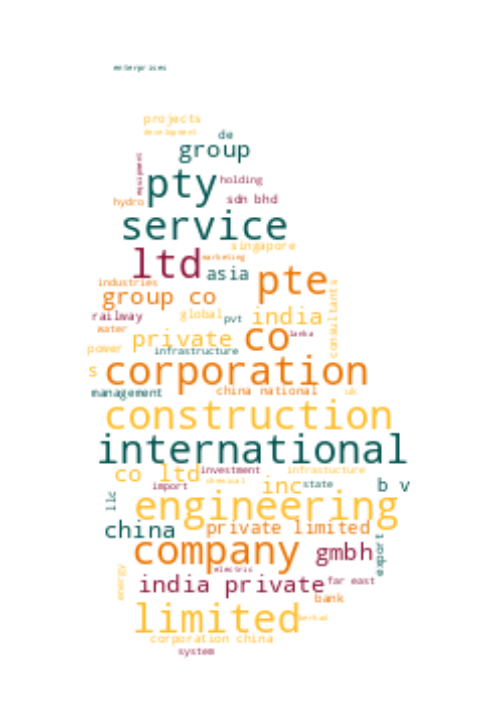 enterprises
projects
development
de
group
equipment
pty
holding
hydro
sdn bhd
service
singapore
ltd
marketing
asia
pte
industries
group co
consultants
railway
global
pvt
india
water
private
co
lanka
power
infrastructure
s
corporation
management
china national
uk
construction
international
co ltd
investment
infrastucture
chemical
import
inc
state
b v
llc
engineering
china
private limited
export
company
gmbh
electric
energy
india private
far east
bank
limited
berhad
corporation china
system